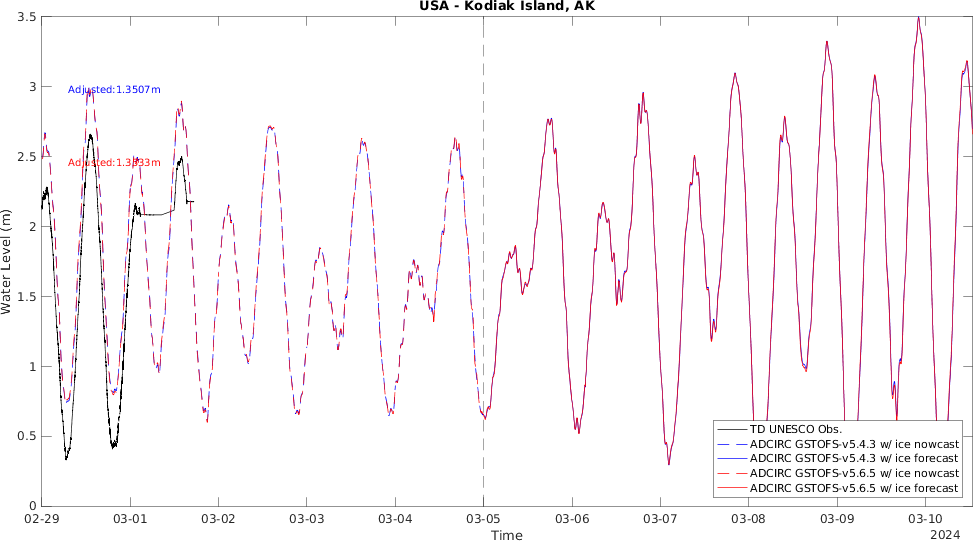 USA - Kodiak Island, AK
3.5
3
2.5
2
1.5
1
0.5
0
Water Level (m)
Adjusted:1.3507m
Adjusted:1.3333m
TD UNESCO Obs.
ADCIRC GSTOFS-v5.4.3 w/ ice nowcast
ADCIRC GSTOFS-v5.4.3 w/ ice forecast
ADCIRC GSTOFS-v5.6.5 w/ ice nowcast
ADCIRC GSTOFS-v5.6.5 w/ ice forecast
02-29 03-01 03-02 03-03 03-04 03-05 03-06 03-07 03-08 03-09 03-10
Time
2024